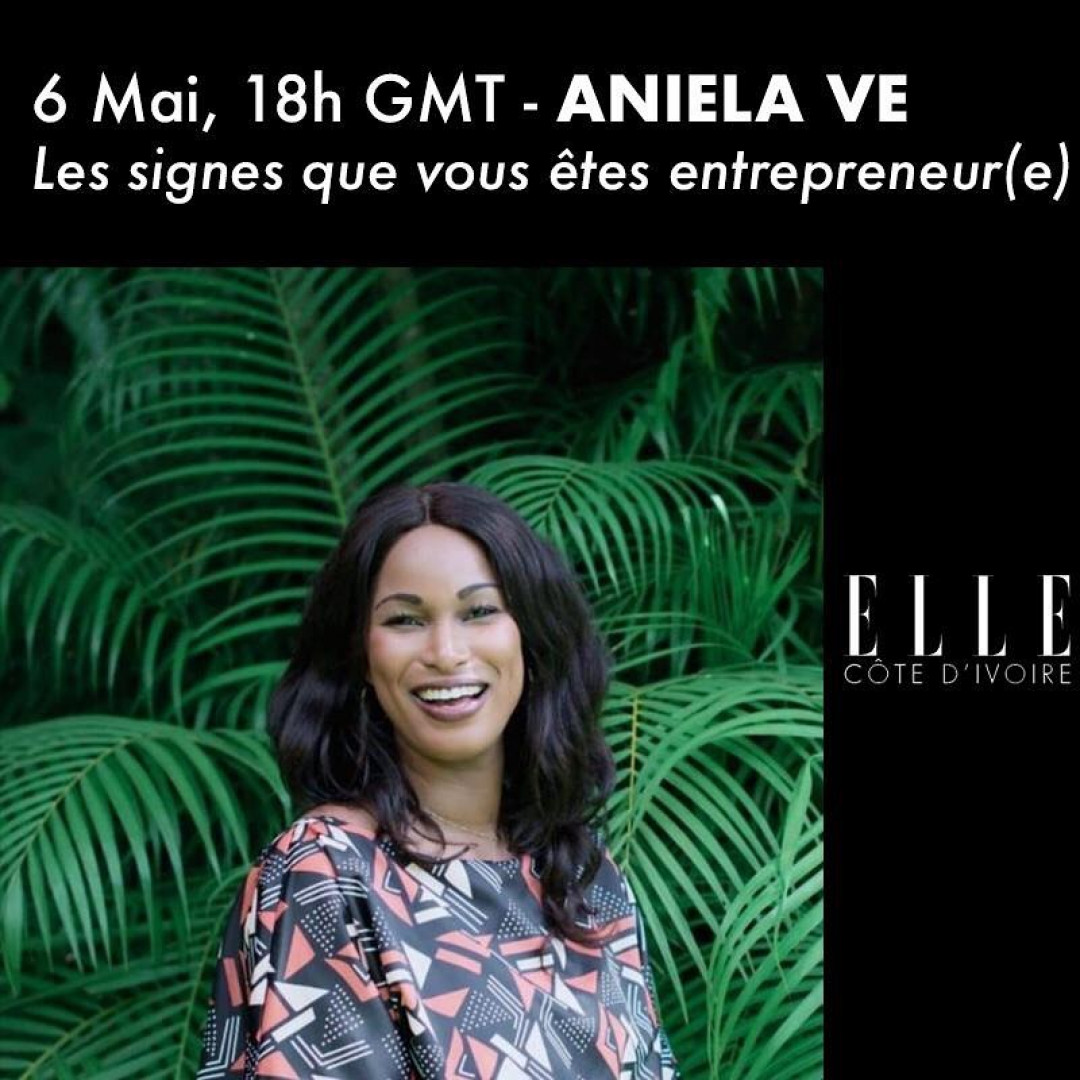 6 Mai, 18h GMT - ANIELA VE
Les signes que vous êtes entrepreneur(e)
ELLE
CÔTE D'IVOIRE